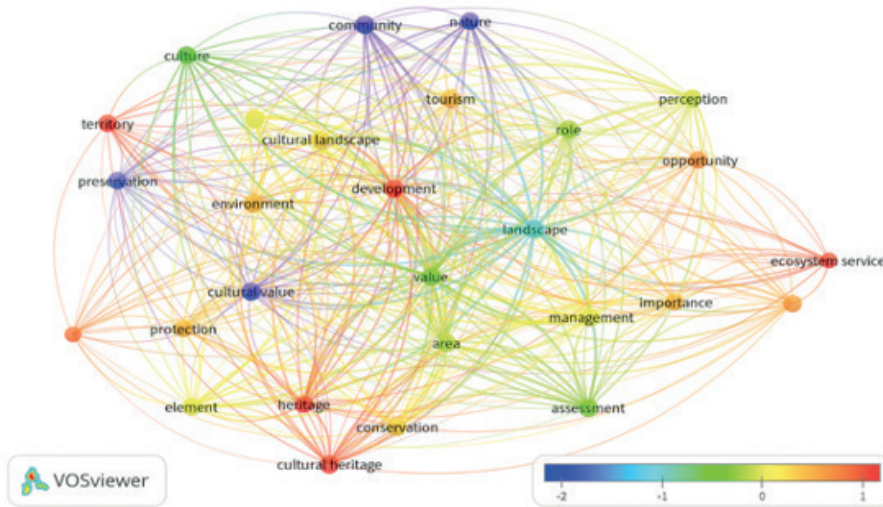 community
nature
culture
tourism
perception
territory
role
cultural landscape
opportunity
preservation
development
environment
landscape
ecosystem service
value
cultural value
importance
management
protection
area
heritage
element
assessment
conservation
cultural heritage
VOSviewer
-2 -1 0 1